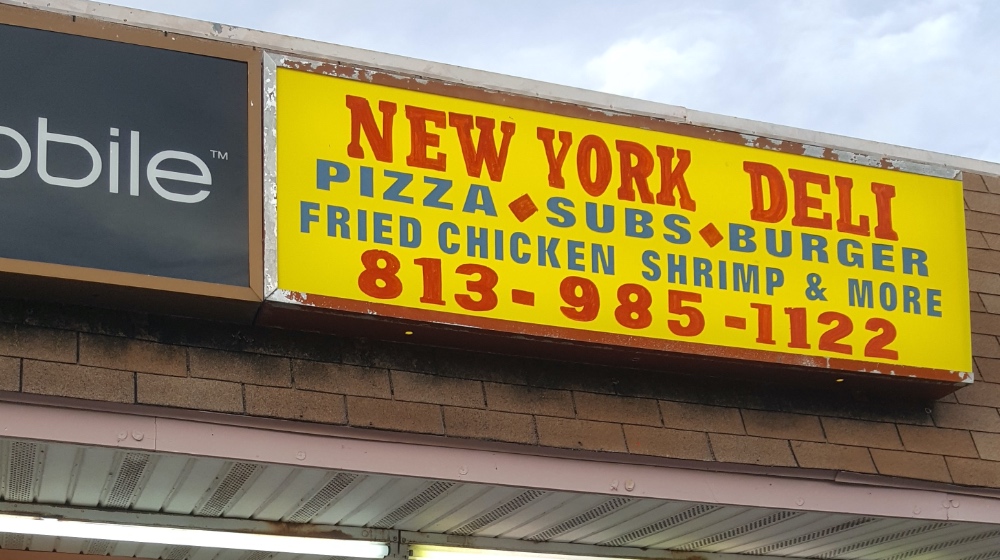 obile™
NEW YORK DELI
PIZZA ◆ SUBS ◆ BURGER
FRIED CHICKEN SHRIMP & MORE
813-985-1122